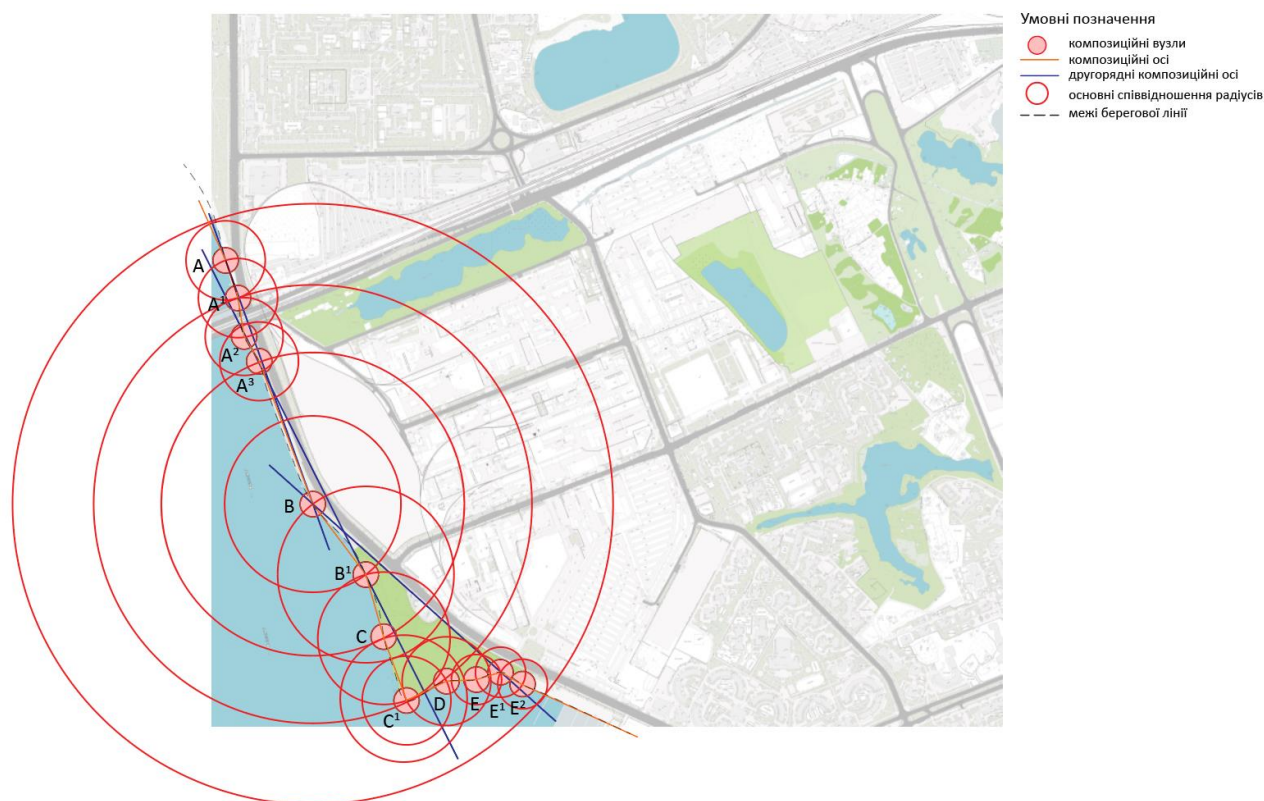 Умовні позначення
композиційні вузли
композиційні осі
другорядні композиційні осі
основні співвідношення радіусів
межі берегової лінії
A
A¹
A²
A³
B
B¹
C
C¹
D
E
E¹
E²